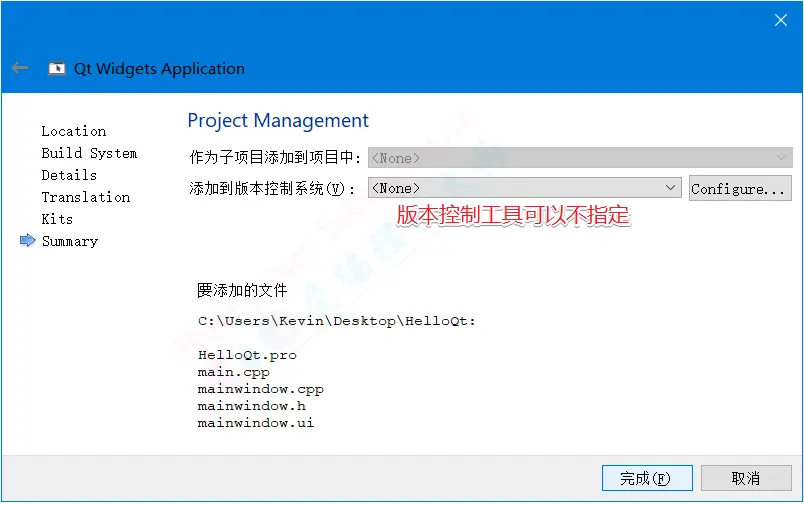 Qt Widgets Application
Location
Build System
Details
Translation
Kits
Summary
Project Management
作为子项目添加到项目中: <None>
添加到版本控制系统(V): <None> Configure...
版本控制工具可以不指定
要添加的文件
C:\Users\Kevin\Desktop\HelloQt:
HelloQt.pro
main.cpp
mainwindow.cpp
mainwindow.h
mainwindow.ui
完成(F) 取消